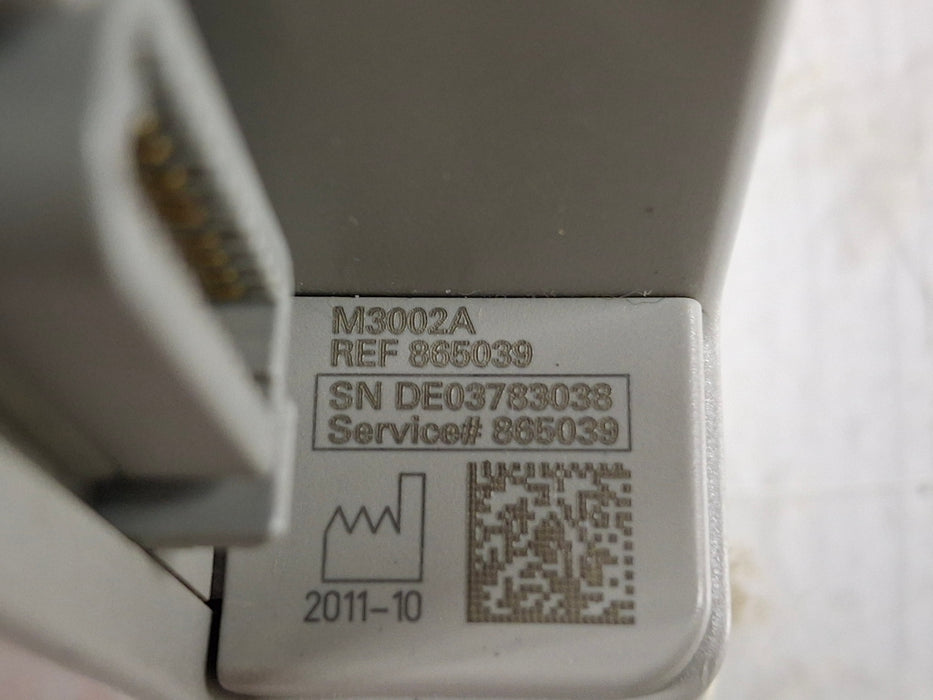 M3002A
REF 865039
SN DE03783038
Service# 865039
2011-10